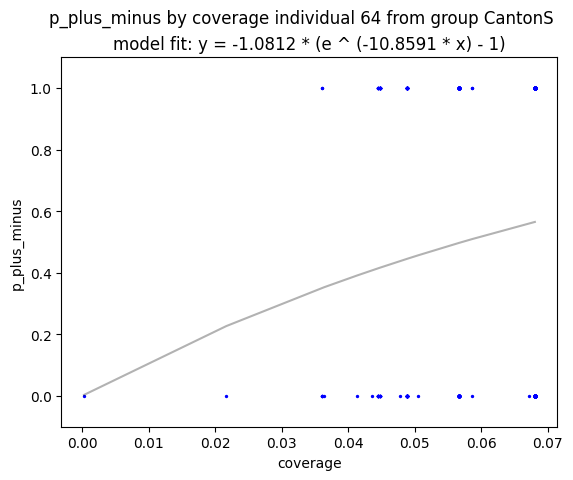 p_plus_minus by coverage individual 64 from group CantonS
model fit: y = -1.0812 * (e ^ (-10.8591 * x) - 1)
1.0
0.8
0.6
0.4
0.2
0.0
p_plus_minus
0.00 0.01 0.02 0.03 0.04 0.05 0.06 0.07
coverage